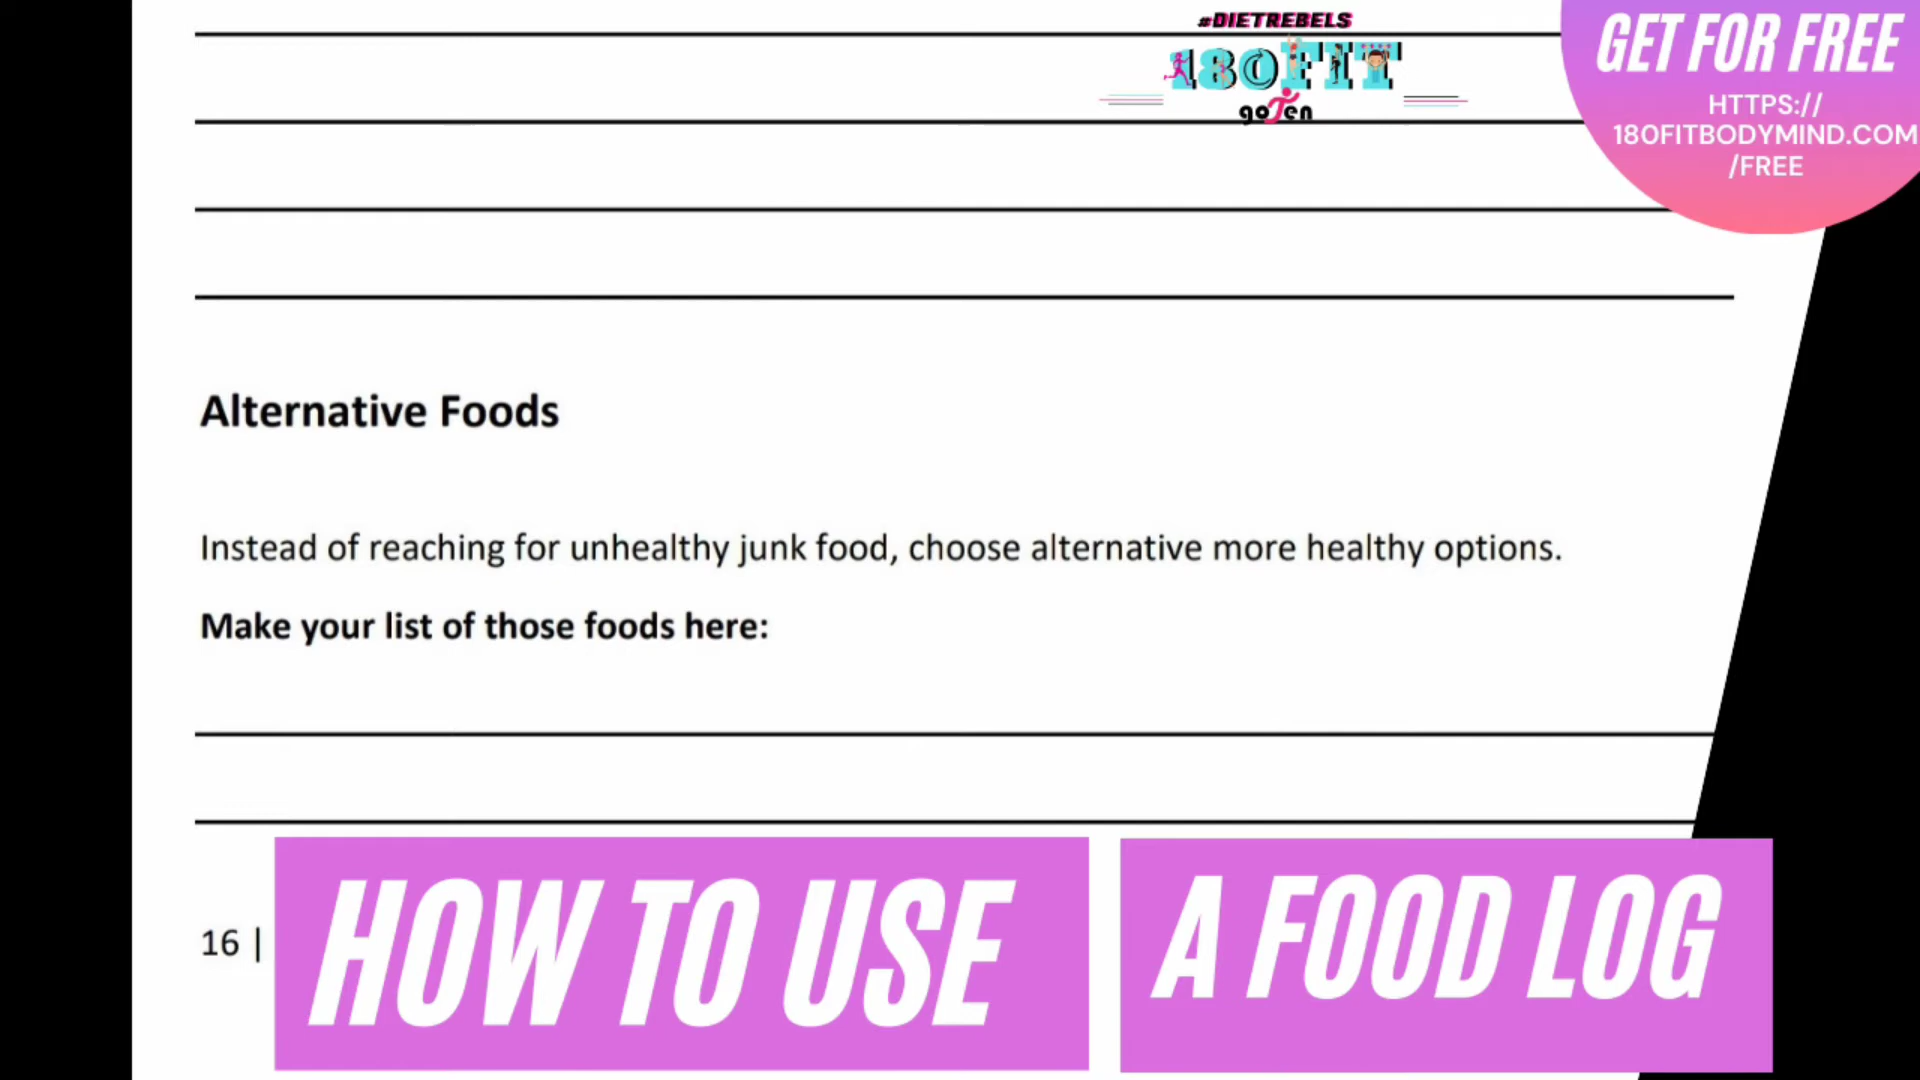 #DIETREBELS
180FIT
goTen
GET FOR FREE
HTTPS://
180FITBODYMIND.COM
/FREE
Alternative Foods
Instead of reaching for unhealthy junk food, choose alternative more healthy options.
Make your list of those foods here:
16 |
HOW TO USE
A FOOD LOG